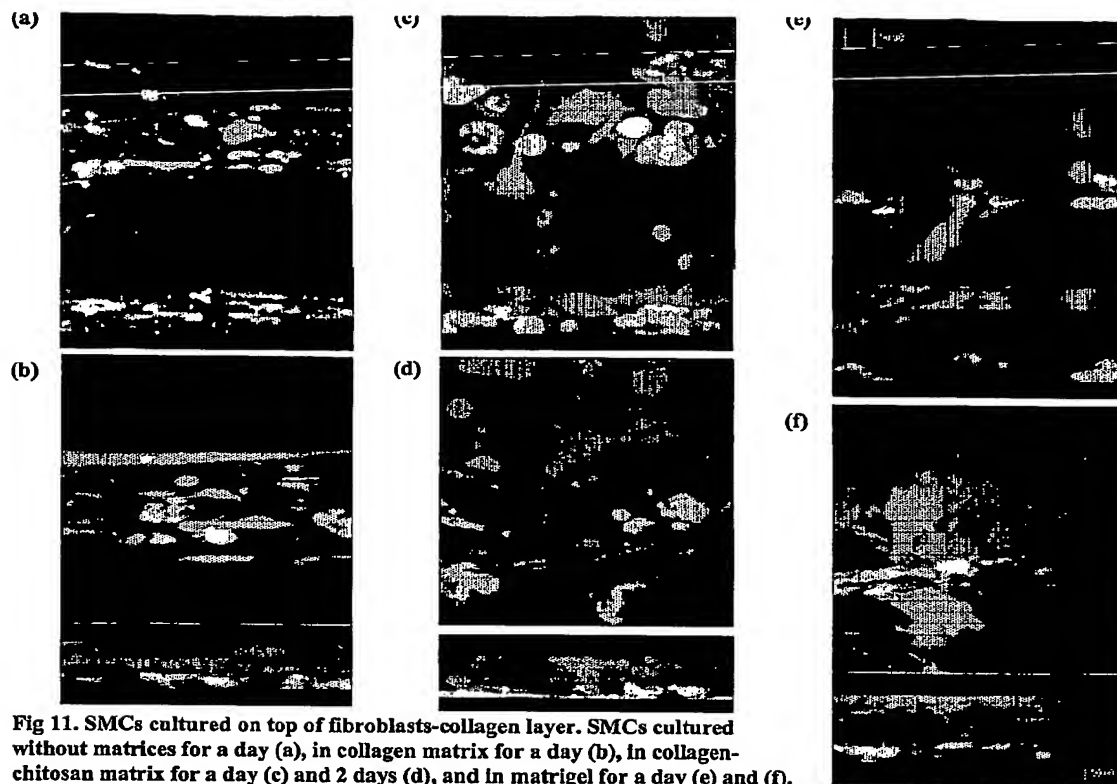 (a)
(c)
(e)
(b)
(d)
(f)
Fig 11. SMCs cultured on top of fibroblasts-collagen layer. SMCs cultured
without matrices for a day (a), in collagen matrix for a day (b), in collagen-
chitosan matrix for a day (c) and 2 days (d), and in matrigel for a day (e) and (f).